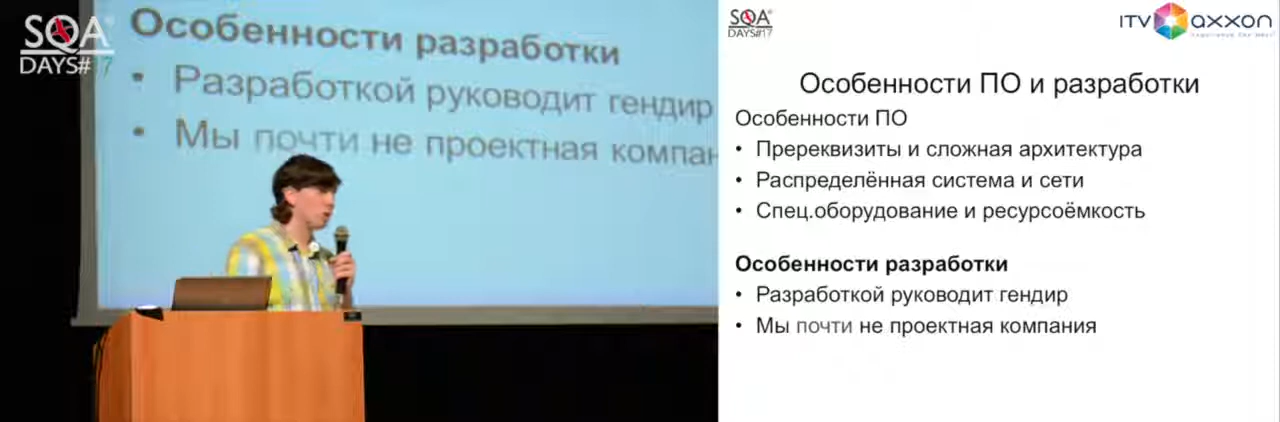 SQA
DAYS#17
Особенности разработки
• Разработкой руководит гендир
• Мы почти не проектная компан
SQA
DAYS#17
ITV AXXON
Особенности ПО и разработки
Особенности ПО
• Пререквизиты и сложная архитектура
• Распределённая система и сети
• Спец.оборудование и ресурсоёмкость
Особенности разработки
• Разработкой руководит гендир
• Мы почти не проектная компания